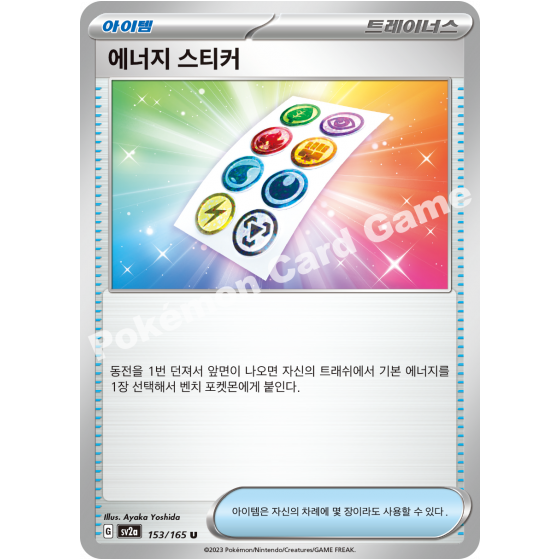 아이템
트레이너스
에너지 스티커
Pokémon Card Game
동전을 1번 던져서 앞면이 나오면 자신의 트래쉬에서 기본 에너지를
1장 선택해서 벤치 포켓몬에게 붙인다.
Illus. Ayaka Yoshida
G sv2a 153/165 U
아이템은 자신의 차례에 몇 장이라도 사용할 수 있다.
©2023 Pokémon/Nintendo/Creatures/GAME FREAK.